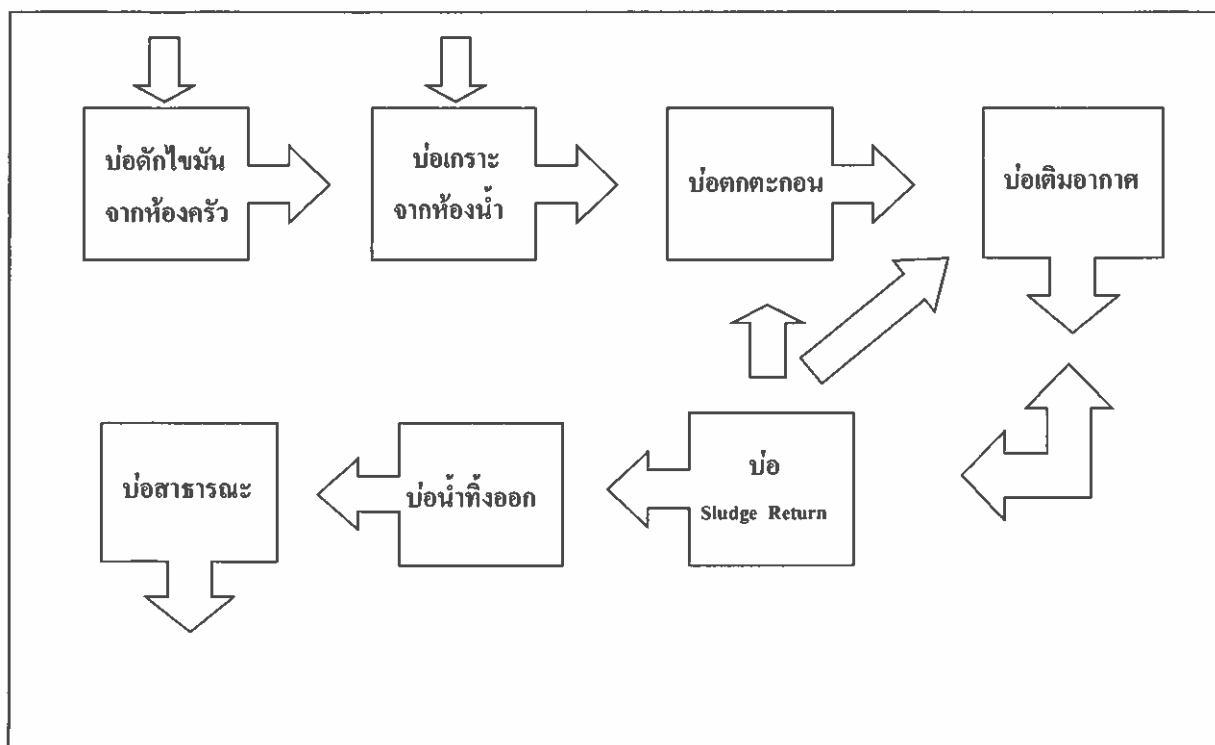 บ่อดักไขมัน
จากห้องครัว
บ่อเกราะ
จากห้องน้ำ
บ่อตกตะกอน
บ่อเติมอากาศ
บ่อสาธารณะ
บ่อน้ำทิ้งออก
บ่อ
Sludge Return